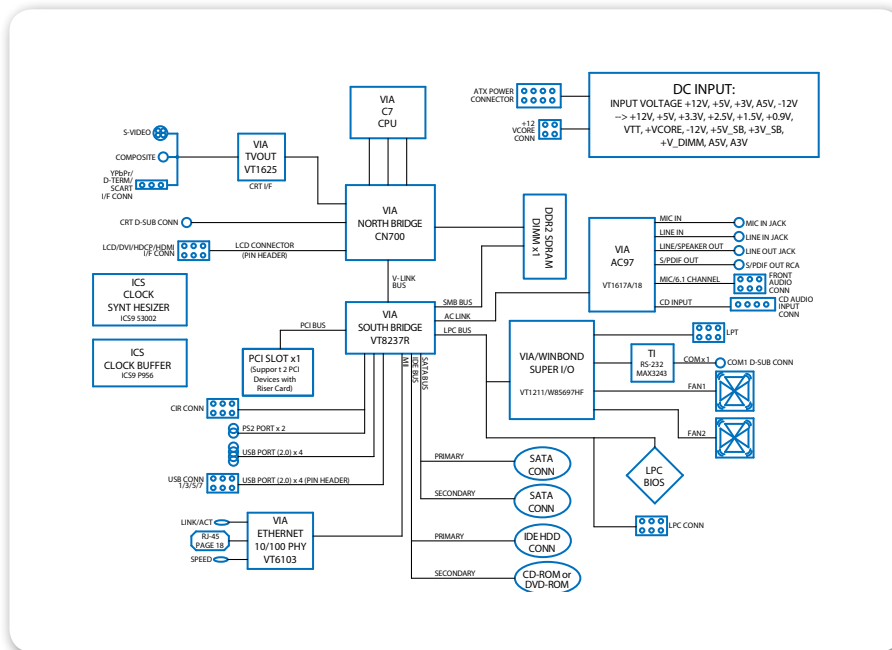 VIA
C7
CPU
ATX POWER
CONNECTOR
+12
VCORE
CONN
DC INPUT:
INPUT VOLTAGE +12V, +5V, +3V, A5V, -12V
—> +12V, +5V, +3.3V, +2.5V, +1.5V, +0.9V,
VTT, +VCORE, -12V, +5V_SB, +3V_SB,
+V_DIMM, A5V, A3V
S-VIDEO
COMPOSITE
YPbPr/
D-TERM/
SCART
I/F CONN
VIA
TVOUT
VT1625
CRT I/F
CRT D-SUB CONN
LCD/DVI/HDCP/HDMI
I/F CONN
LCD CONNECTOR
(PIN HEADER)
VIA
NORTH BRIDGE
CN700
DDR2 SDRAM
DIMM x1
VIA
AC97
VT1617A/18
MIC IN
MIC IN JACK
LINE IN
LINE IN JACK
LINE/SPEAKER OUT
LINE OUT JACK
S/PDIF OUT
S/PDIF OUT RCA
MIC/6.1 CHANNEL
FRONT
AUDIO
CONN
CD INPUT
CD AUDIO
INPUT
CONN
V-LINK
BUS
ICS
CLOCK
SYNT HESIZER
ICS9 53002
ICS
CLOCK BUFFER
ICS9 P956
PCI BUS
PCI SLOT x1
(Support 2 PCI
Devices with
Riser Card)
VIA
SOUTH BRIDGE
VT8237R
SMB BUS
AC LINK
LPC BUS
MII
IDE BUS
SATA BUS
VIA/WINBOND
SUPER I/O
VT1211/W85697HF
LPT
TI
RS-232
MAX3243
COM x 1
COM1 D-SUB CONN
FAN1
FAN2
LPC
BIOS
LPC CONN
CIR CONN
PS2 PORT x 2
USB PORT (2.0) x 4
USB CONN
1/3/5/7
USB PORT (2.0) x 4 (PIN HEADER)
LINK/ACT
RJ-45
PAGE 18
SPEED
VIA
ETHERNET
10/100 PHY
VT6103
PRIMARY
SATA
CONN
SECONDARY
SATA
CONN
PRIMARY
IDE HDD
CONN
SECONDARY
CD-ROM or
DVD-ROM